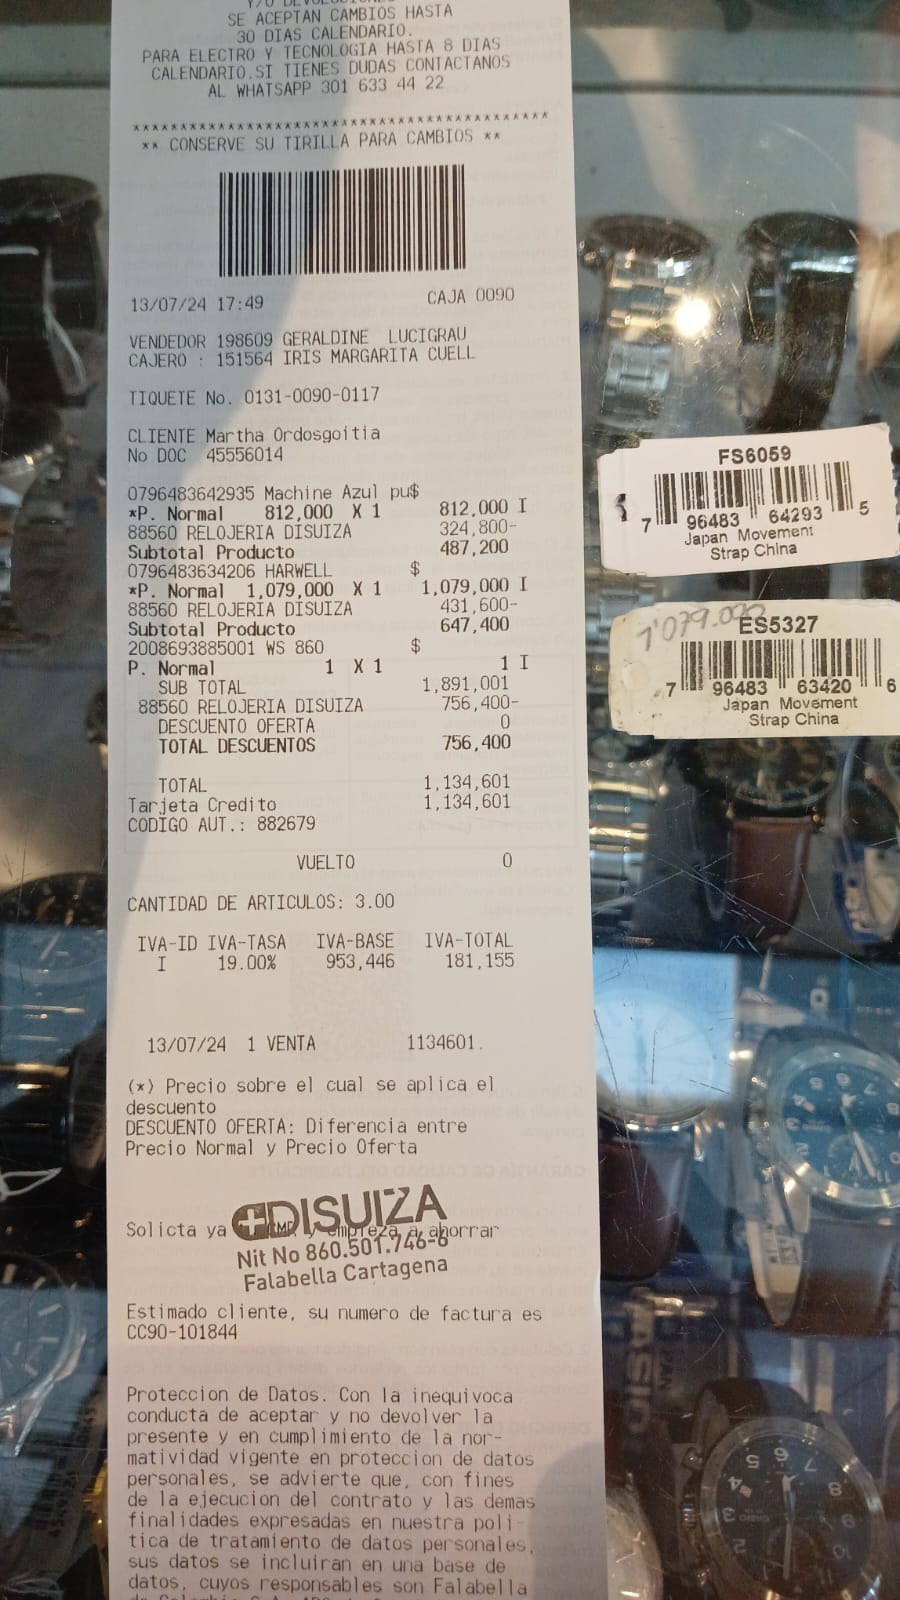 SE ACEPTAN CAMBIOS HASTA
30 DIAS CALENDARIO.
PARA ELECTRO Y TECNOLOGIA HASTA 8 DIAS
CALENDARIO.SI TIENES DUDAS CONTACTANOS
AL WHATSAPP 301 633 44 22
********************************************
** CONSERVE SU TIRILLA PARA CAMBIOS **
13/07/24 17:49 CAJA 0090
VENDEDOR 198609 GERALDINE LUCIGRAU
CAJERO : 151564 IRIS MARGARITA CUELL
TIQUETE No. 0131-0090-0117
CLIENTE Martha Ordosgoitia
No DOC 45556014
0796483642935 Machine Azul pu$
*P. Normal 812,000 X 1 812,000 I
88560 RELOJERIA DISUIZA 324,800-
Subtotal Producto 487,200
0796483634206 HARWELL $
*P. Normal 1,079,000 X 1 1,079,000 I
88560 RELOJERIA DISUIZA 431,600-
Subtotal Producto 647,400
2008693885001 WS 860 $
P. Normal 1 X 1 1 I
SUB TOTAL 1,891,001
88560 RELOJERIA DISUIZA 756,400-
DESCUENTO OFERTA 0
TOTAL DESCUENTOS 756,400
TOTAL 1,134,601
Tarjeta Credito 1,134,601
CODIGO AUT.: 882679
VUELTO 0
CANTIDAD DE ARTICULOS: 3.00
IVA-ID IVA-TASA IVA-BASE IVA-TOTAL
I 19.00% 953,446 181,155
13/07/24 1 VENTA 1134601.
(*) Precio sobre el cual se aplica el
descuento
DESCUENTO OFERTA: Diferencia entre
Precio Normal y Precio Oferta
DISUIZA
Solicta ya CMR y empieza a ahorrar
Nit No 860.501.746-6
Falabella Cartagena
Estimado cliente, su numero de factura es
CC90-101844
Proteccion de Datos. Con la inequivoca
conducta de aceptar y no devolver la
presente y en cumplimiento de la nor-
matividad vigente en proteccion de datos
personales, se advierte que, con fines
de la ejecucion del contrato y las demas
finalidades expresadas en nuestra poli-
tica de tratamiento de datos personales,
sus datos se incluiran en una base de
datos, cuyos responsables son Falabella
FS6059
7 96483 64293 5
Japan Movement
Strap China
1,079.000
ES5327
7 96483 63420 6
Japan Movement
Strap China